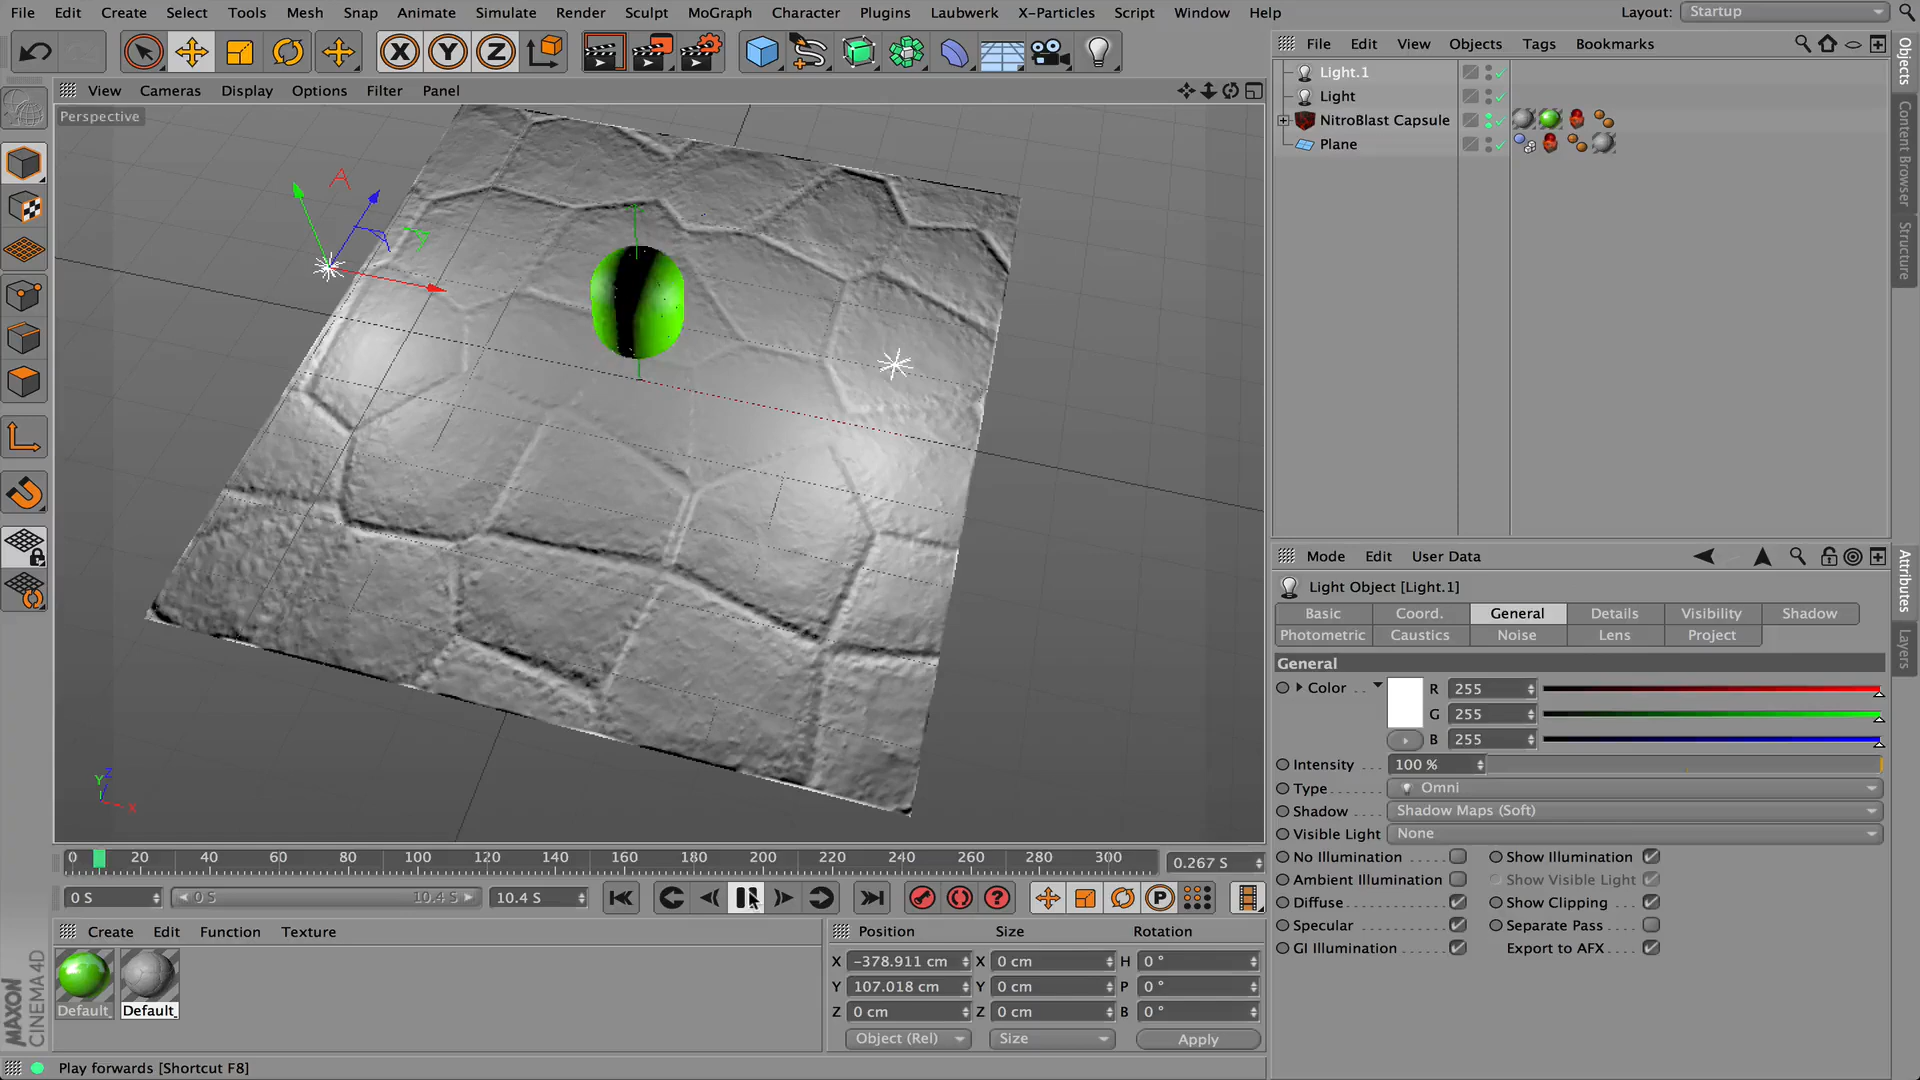 File Edit Create Select Tools Mesh Snap Animate Simulate Render Sculpt MoGraph Character Plugins Laubwerk X-Particles Script Window Help
Layout: Startup
X Y Z
File Edit View Objects Tags Bookmarks
Light.1
Light
NitroBlast Capsule
Plane
Objects
Content Browser
Structure
View Cameras Display Options Filter Panel
Perspective
Y Z
X
Mode Edit User Data
Light Object [Light.1]
Basic Coord. General Details Visibility Shadow
Photometric Caustics Noise Lens Project
General
Color R 255
G 255
B 255
Intensity 100 %
Type Omni
Shadow Shadow Maps (Soft)
Visible Light None
No Illumination Show Illumination
Ambient Illumination Show Visible Light
Diffuse Show Clipping
Specular Separate Pass
GI Illumination Export to AFX
Attributes
Layers
0 20 40 60 80 100 120 140 160 180 200 220 240 260 280 300
0.267 S
0 S 0 S 10.4 S 10.4 S
P
Create Edit Function Texture
Default_ Default_
Position Size Rotation
X -378.911 cm X 0 cm H 0 °
Y 107.018 cm Y 0 cm P 0 °
Z 0 cm Z 0 cm B 0 °
Object (Rel) Size Apply
MAXON
CINEMA 4D
Play forwards [Shortcut F8]